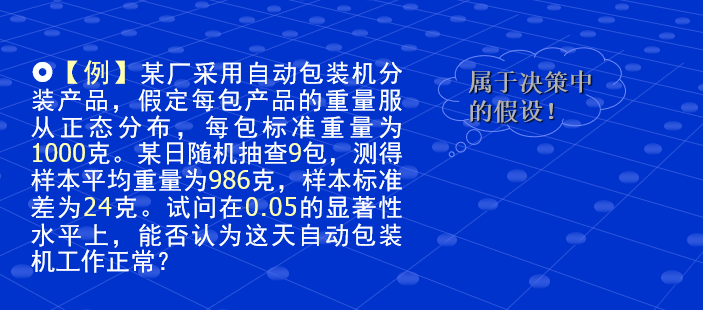 【例】某厂采用自动包装机分
装产品，假定每包产品的重量服
从正态分布，每包标准重量为
1000克。某日随机抽查9包，测得
样本平均重量为986克，样本标准
差为24克。试问在0.05的显著性
水平上，能否认为这天自动包装
机工作正常？
属于决策中
的假设！